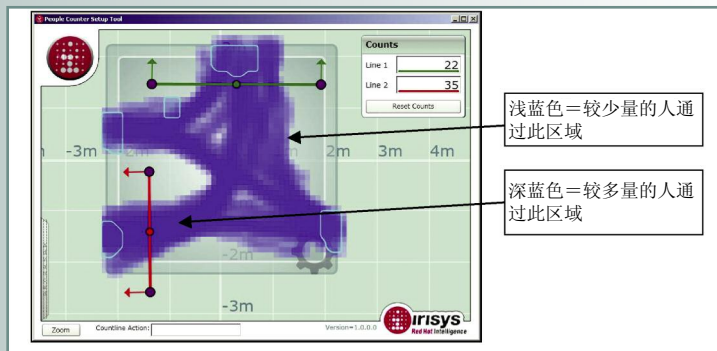 People Counter Setup Tool
Counts
Line 1 22
Line 2 35
Reset Counts
浅蓝色＝较少量的人通
过此区域
-3m 2m 3m 4m
深蓝色＝较多量的人通
过此区域
-2m
-3m
Zoom Countline Action: Version=1.0.0.0
irisys
Red Hot Intelligence